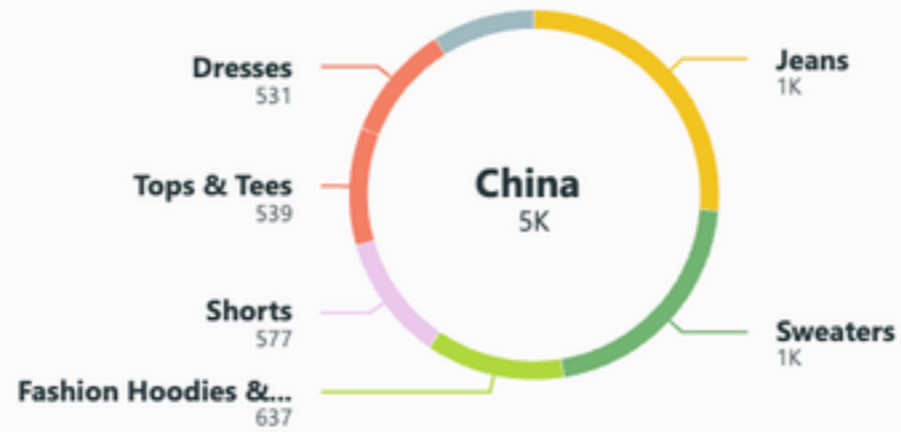 Dresses
531
Jeans
1K
Tops & Tees
539
China
5K
Shorts
577
Sweaters
1K
Fashion Hoodies &...
637